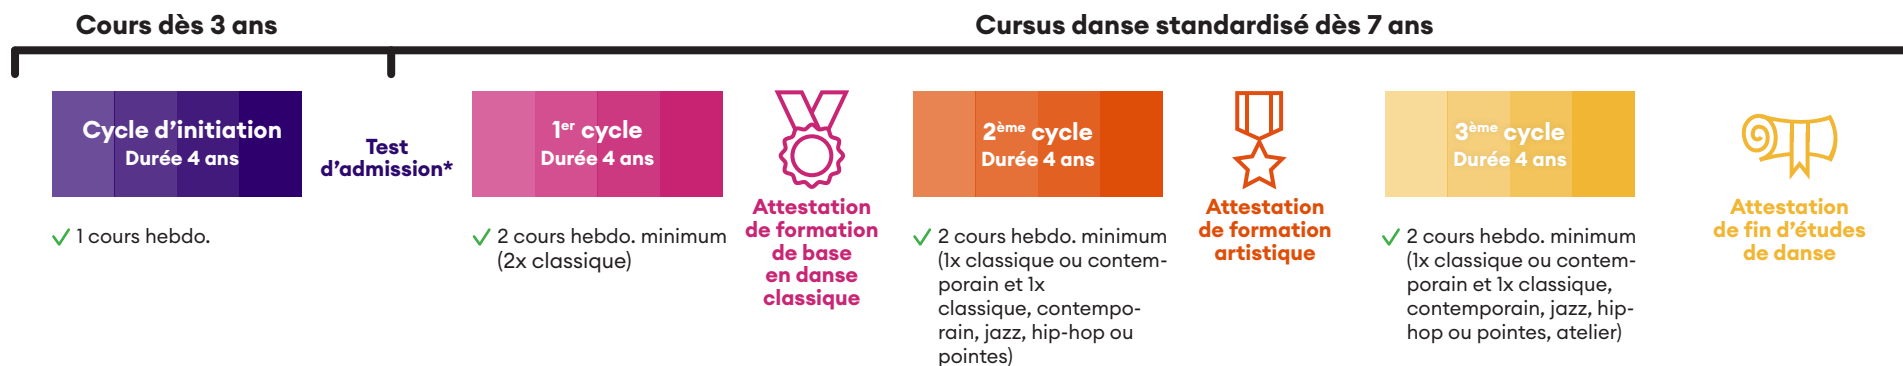 Cours dès 3 ans
Cursus danse standardisé dès 7 ans
Cycle d’initiation
Durée 4 ans
✓ 1 cours hebdo.
Test
d’admission*
1er cycle
Durée 4 ans
✓ 2 cours hebdo. minimum
(2x classique)
Attestation
de formation
de base
en danse
classique
2ème cycle
Durée 4 ans
✓ 2 cours hebdo. minimum
(1x classique ou contem-
porain et 1x
classique, contempo-
rain, jazz, hip-hop ou
pointes)
Attestation
de formation
artistique
3ème cycle
Durée 4 ans
✓ 2 cours hebdo. minimum
(1x classique ou contem-
porain et 1x classique,
contemporain, jazz, hip-
hop ou pointes, atelier)
Attestation
de fin d’études
de danse